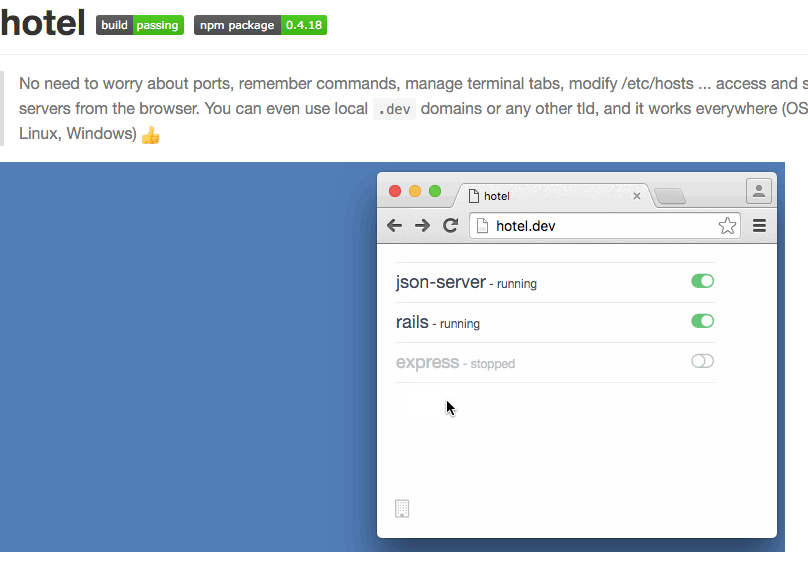 hotel build passing npm package 0.4.18
No need to worry about ports, remember commands, manage terminal tabs, modify /etc/hosts ... access and s
servers from the browser. You can even use local .dev domains or any other tld, and it works everywhere (OS
Linux, Windows) 👍
hotel
hotel.dev
json-server - running
rails - running
express - stopped